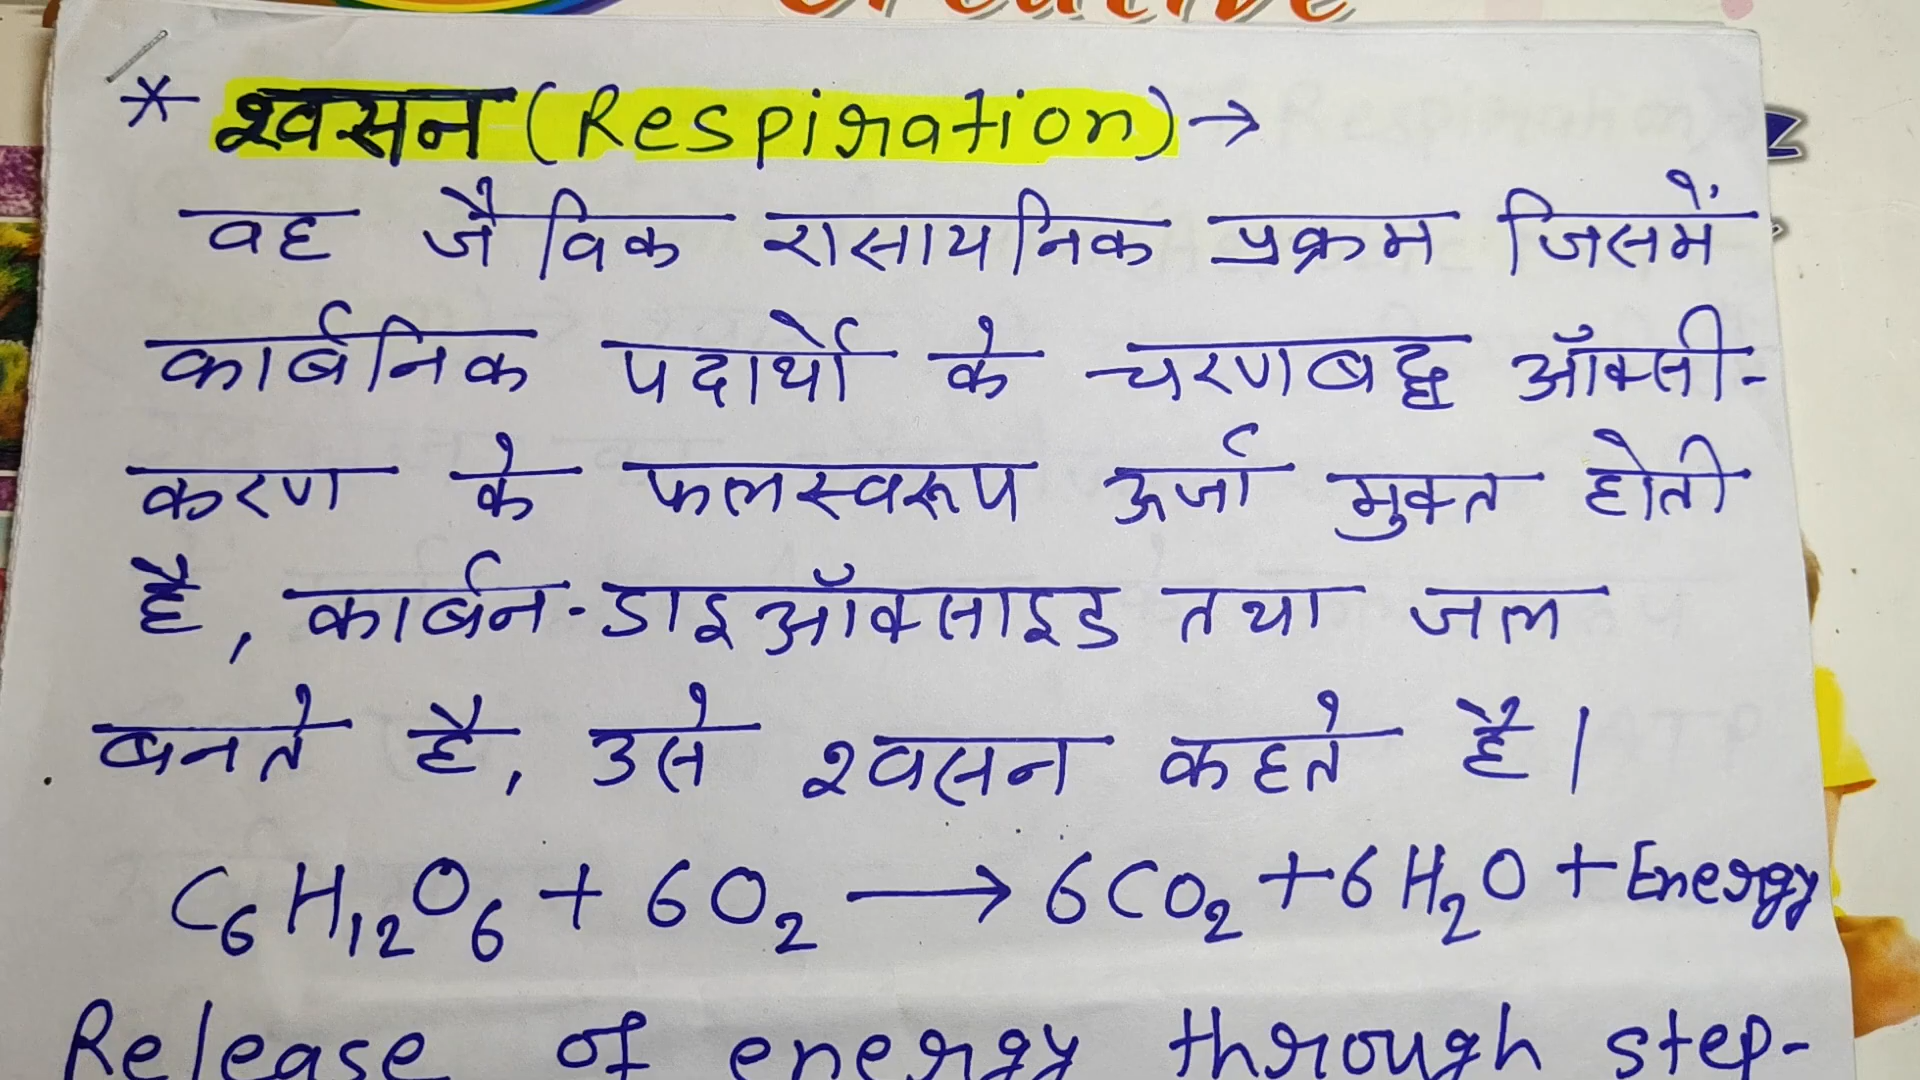 Creative
* श्वसन (Respiration) →
वह जैविक रासायनिक प्रक्रम जिसमें
कार्बनिक पदार्थो के चरणबद्ध ऑक्सी-
करण के फलस्वरूप ऊर्जा मुक्त होती
है, कार्बन-डाइऑक्साइड तथा जल
बनते है, उसे श्वसन कहते है।
C₆H₁₂O₆ + 6O₂ ⟶ 6CO₂ + 6H₂O + Energy
Release of energy through step-